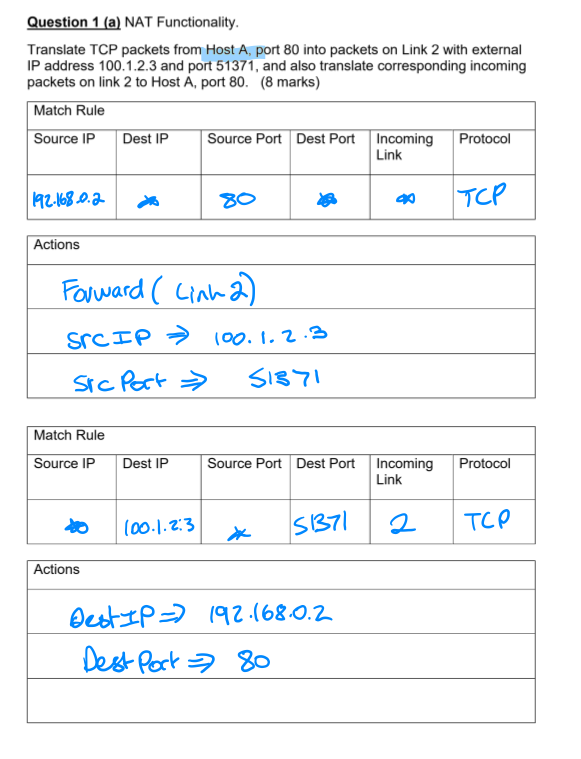 Question 1 (a) NAT Functionality.
Translate TCP packets from Host A, port 80 into packets on Link 2 with external
IP address 100.1.2.3 and port 51371, and also translate corresponding incoming
packets on link 2 to Host A, port 80. (8 marks)
Match Rule
Source IP Dest IP Source Port Dest Port Incoming Link Protocol
192.168.0.2 * 80 * * TCP
Actions
Forward ( Link 2)
Src IP ⇒ 100.1.2.3
Src Port ⇒ 51371
Match Rule
Source IP Dest IP Source Port Dest Port Incoming Link Protocol
* 100.1.2.3 * 51371 2 TCP
Actions
Dest IP ⇒ 192.168.0.2
Dest Port ⇒ 80